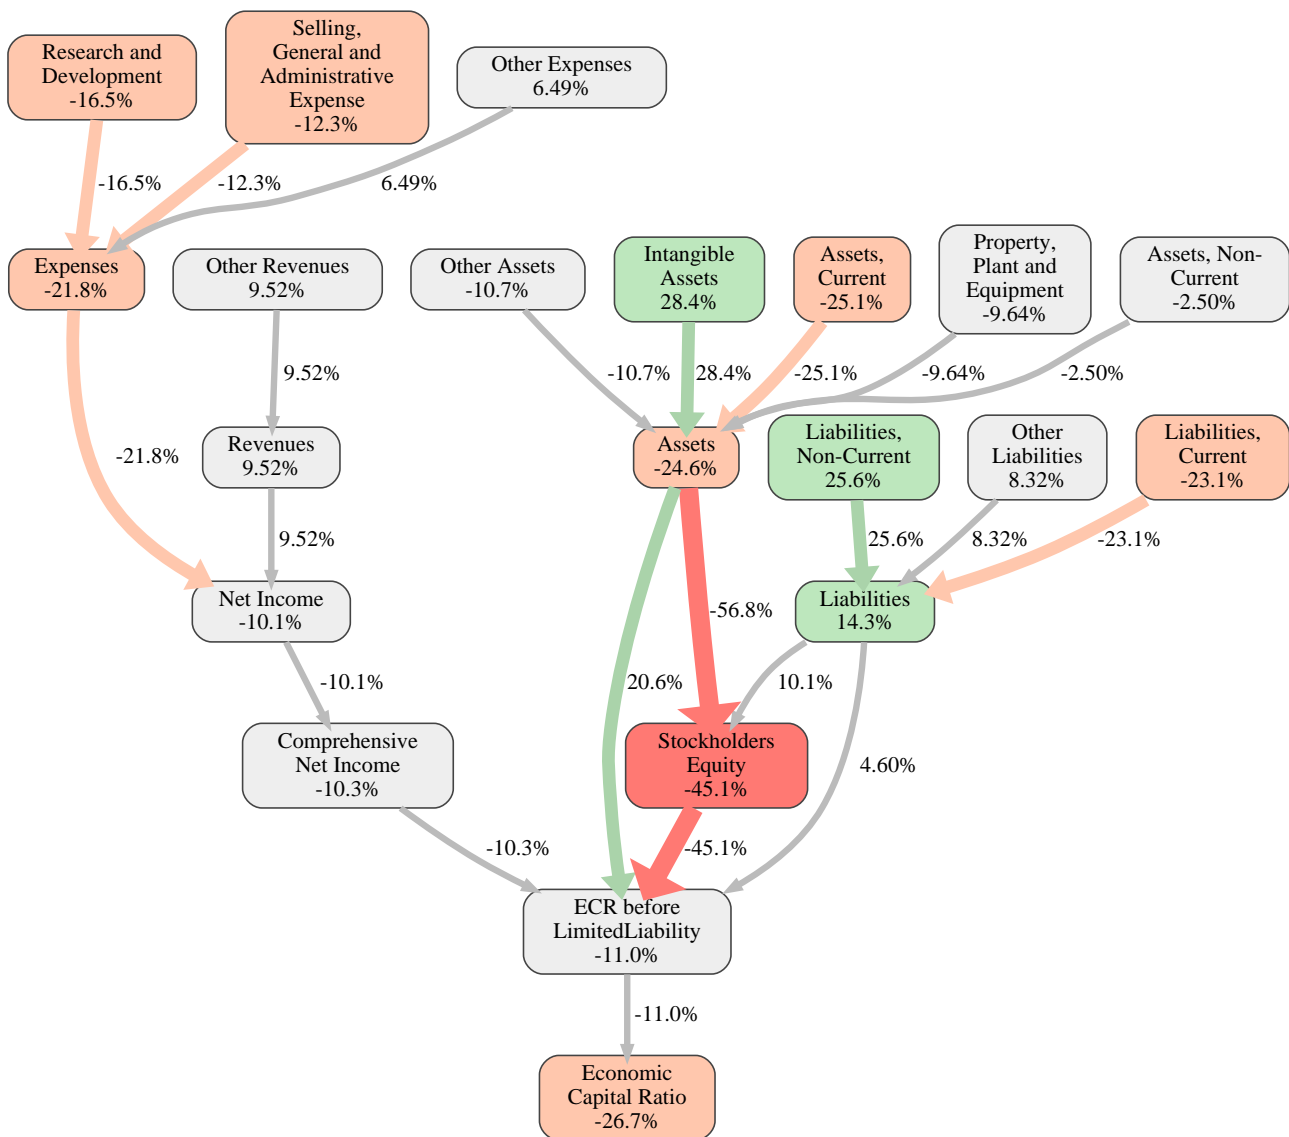 Research and
Development
-16.5%
Selling,
General and
Administrative
Expense
-12.3%
Other Expenses
6.49%
-16.5%
-12.3%
6.49%
Expenses
-21.8%
Other Revenues
9.52%
Other Assets
-10.7%
Intangible
Assets
28.4%
Assets,
Current
-25.1%
Property,
Plant and
Equipment
-9.64%
Assets, Non-
Current
-2.50%
9.52%
-10.7%
28.4%
-25.1%
-9.64%
-2.50%
-21.8%
Revenues
9.52%
Assets
-24.6%
Liabilities,
Non-Current
25.6%
Other
Liabilities
8.32%
Liabilities,
Current
-23.1%
9.52%
25.6%
8.32%
-23.1%
Net Income
-10.1%
-56.8%
Liabilities
14.3%
-10.1%
20.6%
10.1%
Comprehensive
Net Income
-10.3%
Stockholders
Equity
-45.1%
4.60%
-10.3%
-45.1%
ECR before
LimitedLiability
-11.0%
-11.0%
Economic
Capital Ratio
-26.7%